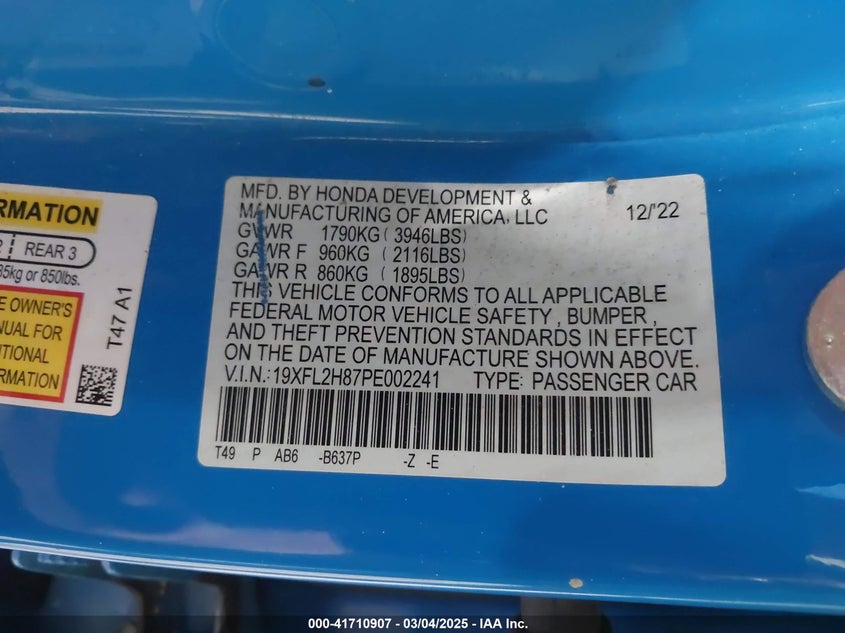 RMATION
REAR 3
85kg or 850lbs.
OWNER'S
FOR
T47 A1
MFD. BY HONDA DEVELOPMENT &
MANUFACTURING OF AMERICA, LLC 12/'22
GVWR 1790KG ( 3946LBS)
GAWR F 960KG ( 2116LBS)
GAWR R 860KG ( 1895LBS)
THIS VEHICLE CONFORMS TO ALL APPLICABLE
FEDERAL MOTOR VEHICLE SAFETY , BUMPER ,
AND THEFT PREVENTION STANDARDS IN EFFECT
ON THE DATE OF MANUFACTURE SHOWN ABOVE.
V.I.N.:19XFL2H87PE002241 TYPE: PASSENGER CAR
T49 P AB6 -B637P -Z -E
000-41710907 - 03/04/2025 - IAA Inc.